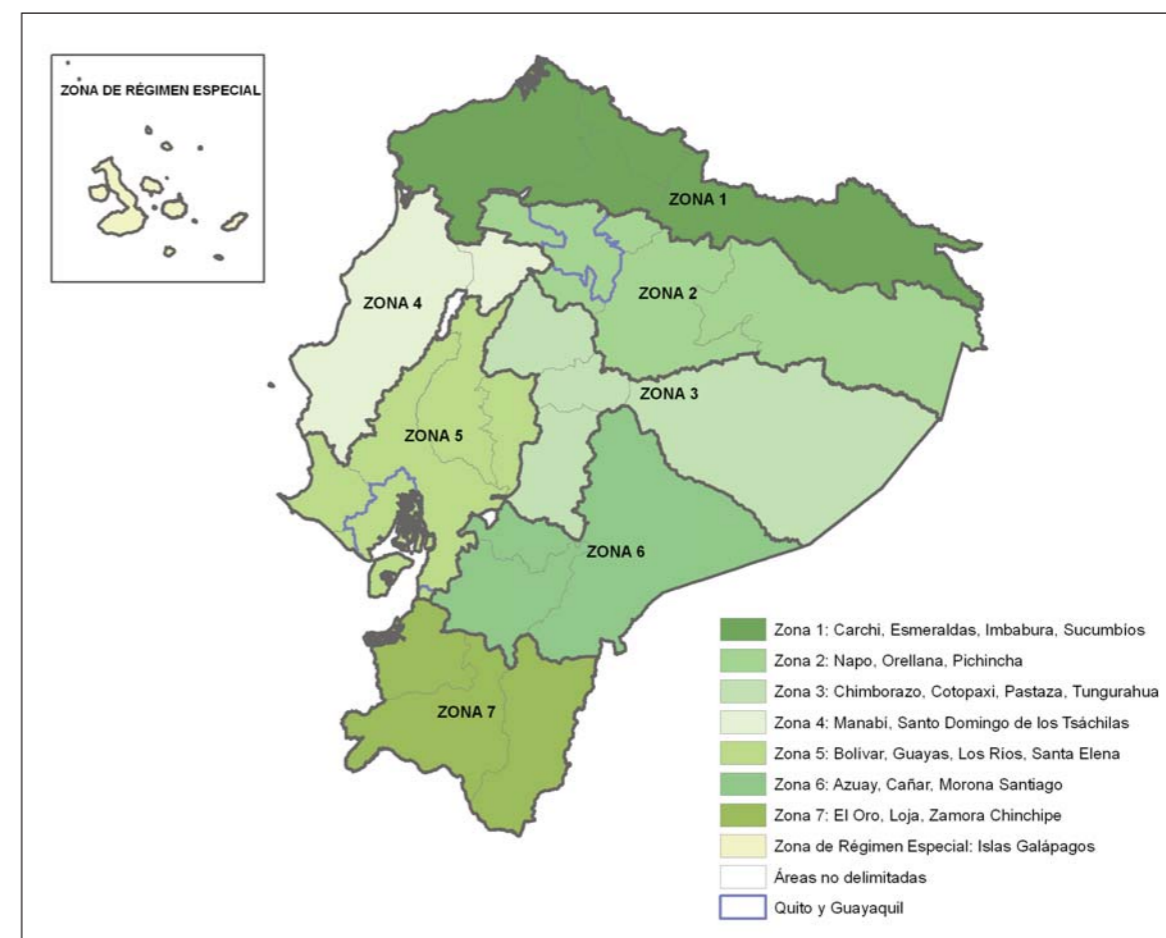 ZONA DE RÉGIMEN ESPECIAL
ZONA 1
ZONA 2
ZONA 4
ZONA 3
ZONA 5
ZONA 6
ZONA 7
Zona 1: Carchi, Esmeraldas, Imbabura, Sucumbíos
Zona 2: Napo, Orellana, Pichincha
Zona 3: Chimborazo, Cotopaxi, Pastaza, Tungurahua
Zona 4: Manabí, Santo Domingo de los Tsáchilas
Zona 5: Bolívar, Guayas, Los Ríos, Santa Elena
Zona 6: Azuay, Cañar, Morona Santiago
Zona 7: El Oro, Loja, Zamora Chinchipe
Zona de Régimen Especial: Islas Galápagos
Áreas no delimitadas
Quito y Guayaquil